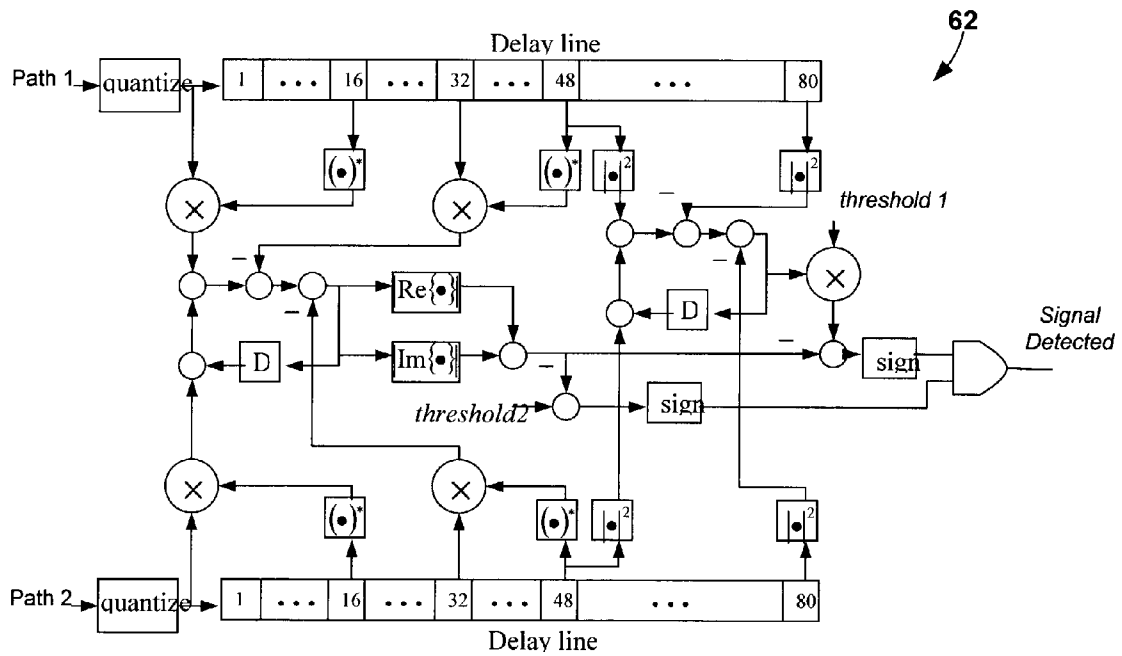 62
Delay line
Path 1 quantize 1 ... 16 ... 32 ... 48 ... 80
(•)* (•)* |•|² |•|²
threshold 1
× × − −
− − ×
Re{•} D
Signal
Detected
D |Im{•}| − − sign
threshold2 sign
× ×
(•)* (•)* |•|² |•|²
Path 2 quantize 1 ... 16 ... 32 ... 48 ... 80
Delay line